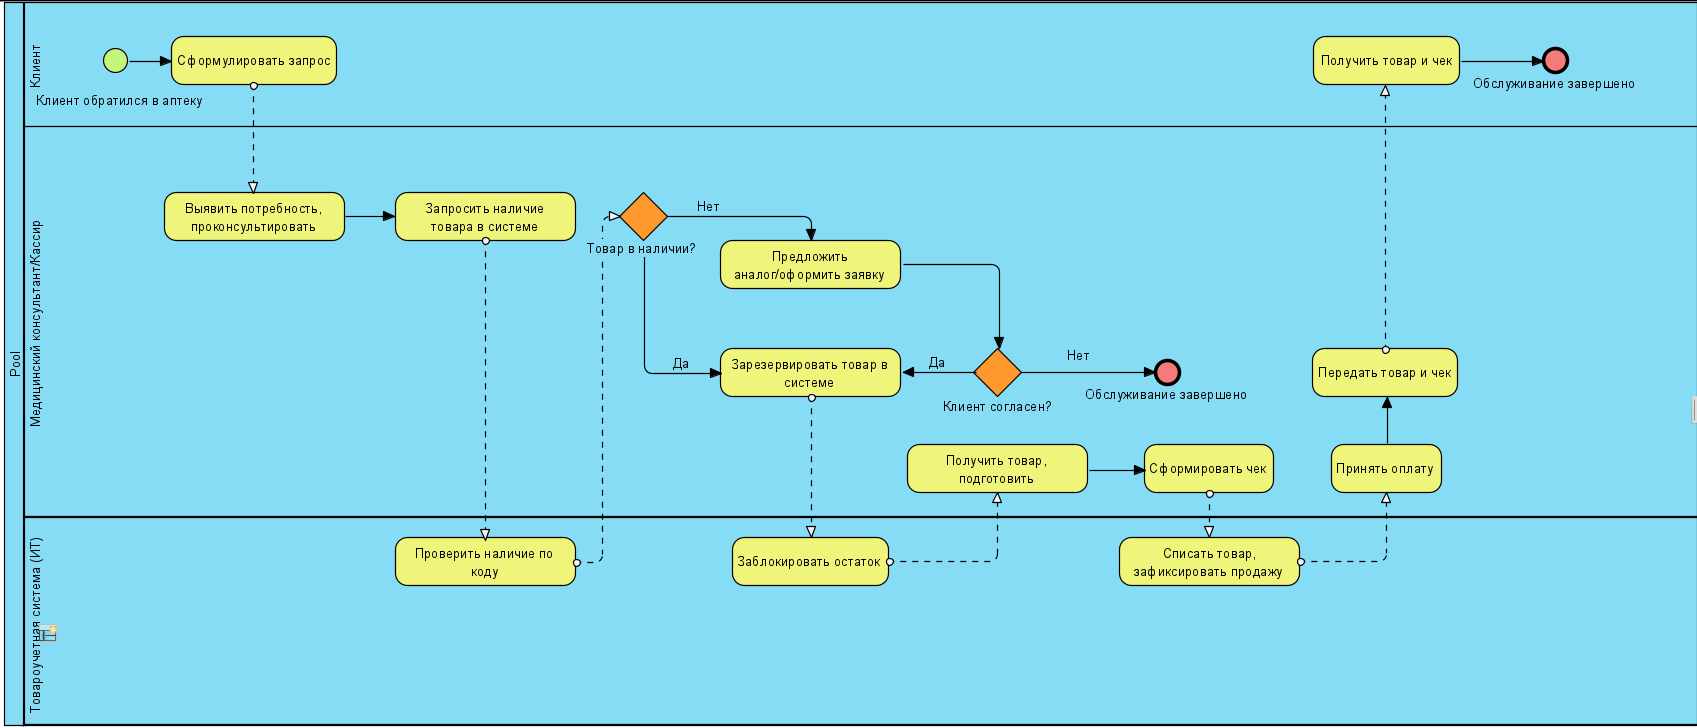 Pool
Клиент
Клиент обратился в аптеку
Сформулировать запрос
Получить товар и чек
Обслуживание завершено
Медицинский консультант/Кассир
Выявить потребность,
проконсультировать
Запросить наличие
товара в системе
Товар в наличии?
Нет
Да
Предложить
аналог/оформить заявку
Зарезервировать товар в
системе
Да
Клиент согласен?
Нет
Обслуживание завершено
Получить товар,
подготовить
Сформировать чек
Принять оплату
Передать товар и чек
Товароучетная система (ИТ)
Проверить наличие по
коду
Заблокировать остаток
Списать товар,
зафиксировать продажу